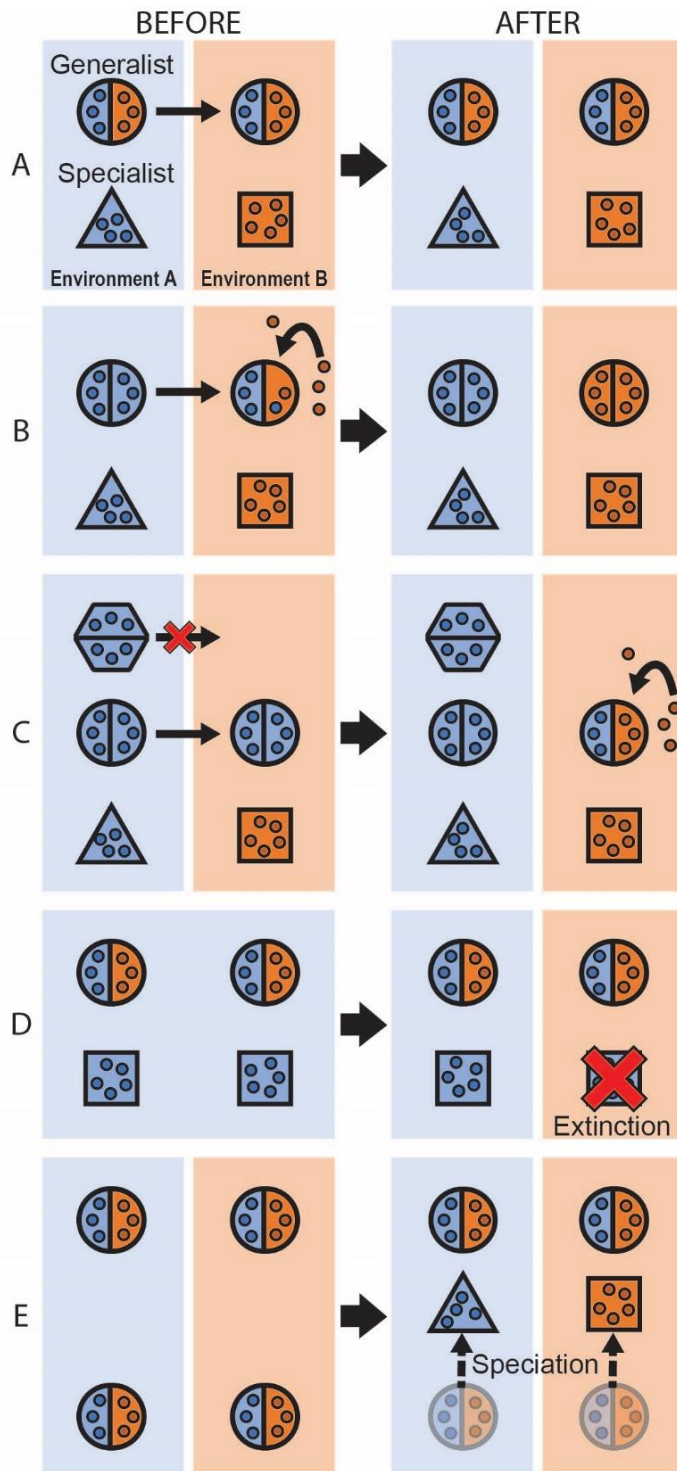 BEFORE
AFTER
Generalist
A
Specialist
Environment A
Environment B
B
C
D
Extinction
E
Speciation